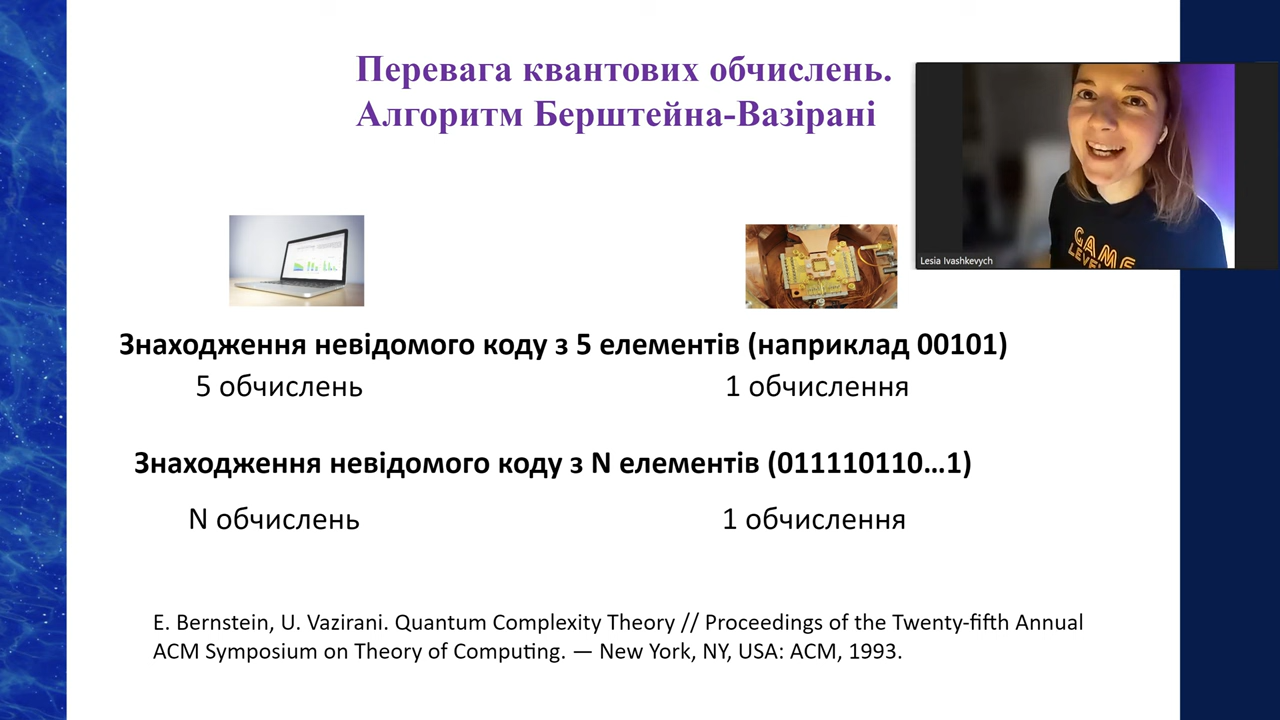 Перевага квантових обчислень.
Алгоритм Берштейна-Вазірані
GAME
Lesia Ivashkevych
Знаходження невідомого коду з 5 елементів (наприклад 00101)
5 обчислень
1 обчислення
Знаходження невідомого коду з N елементів (011110110...1)
N обчислень
1 обчислення
E. Bernstein, U. Vazirani. Quantum Complexity Theory // Proceedings of the Twenty-fifth Annual
ACM Symposium on Theory of Computing. — New York, NY, USA: ACM, 1993.